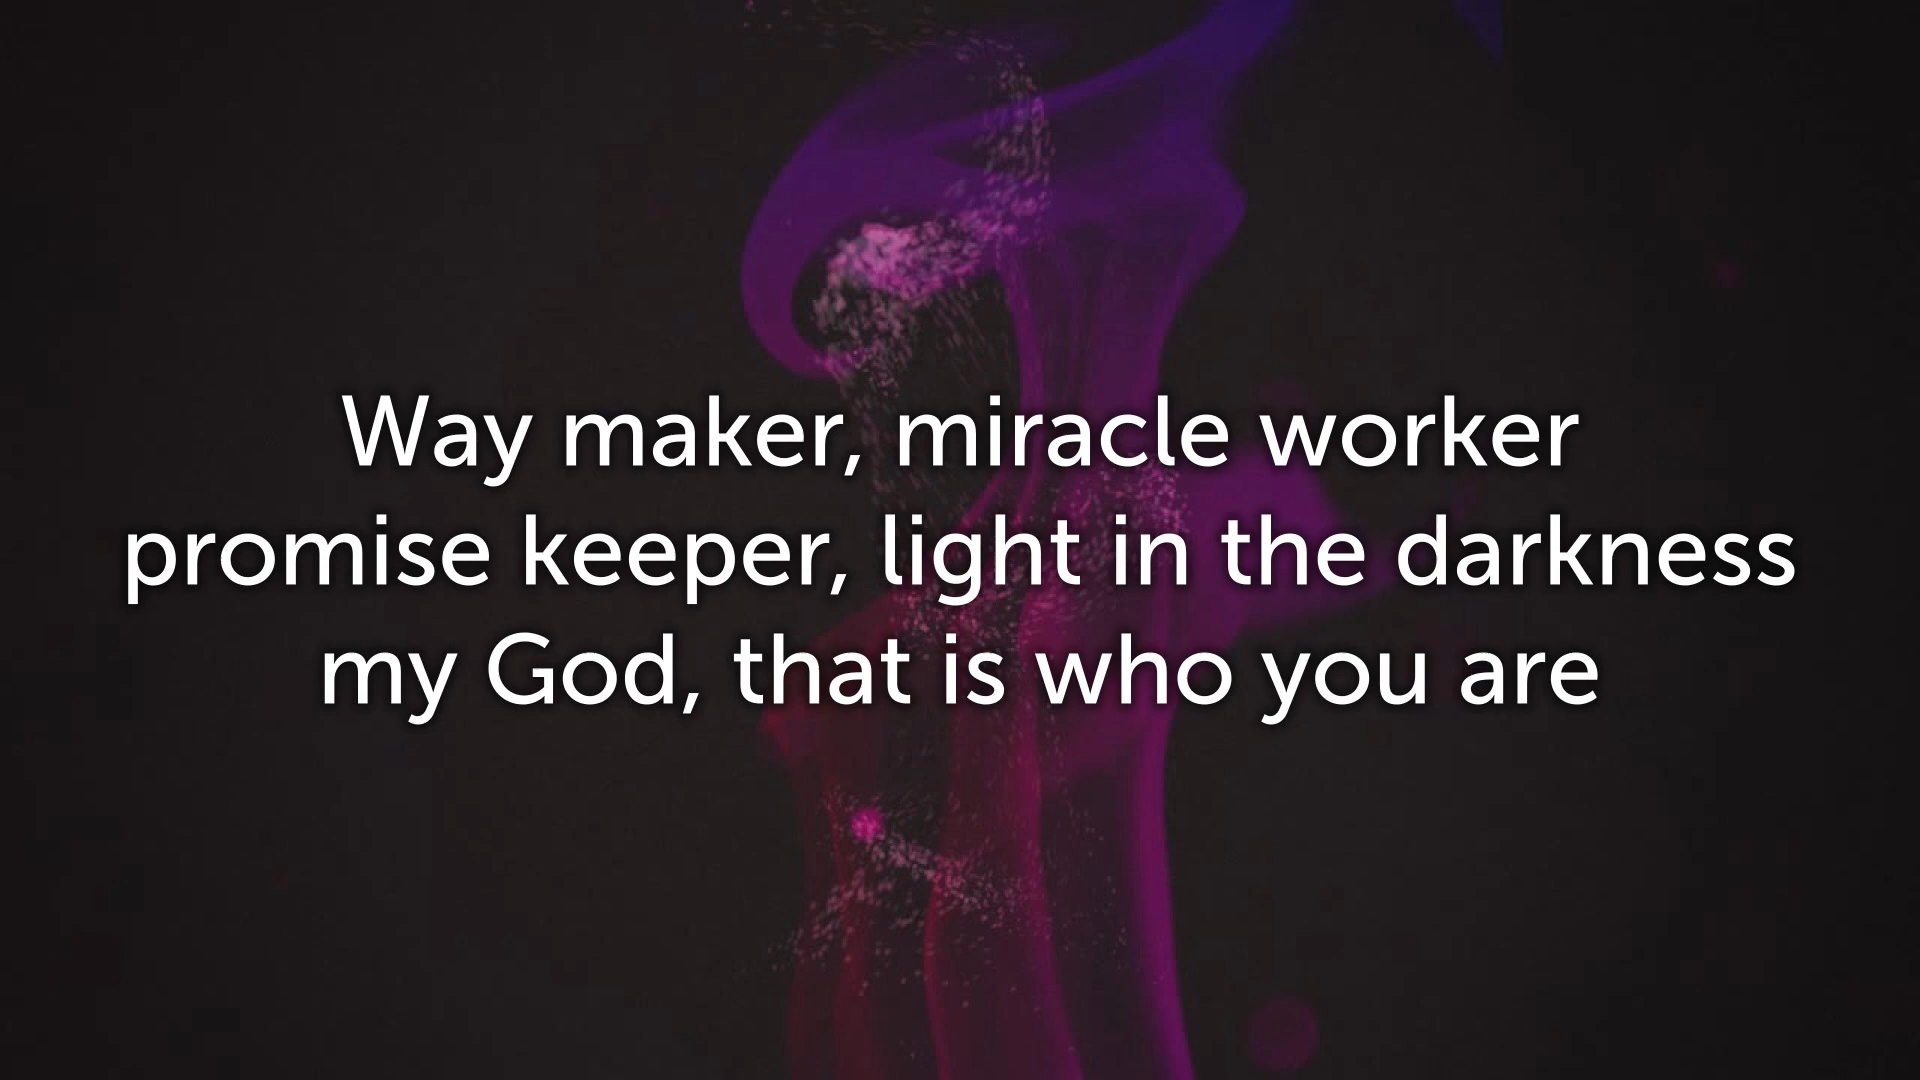 Way maker, miracle worker
promise keeper, light in the darkness
my God, that is who you are